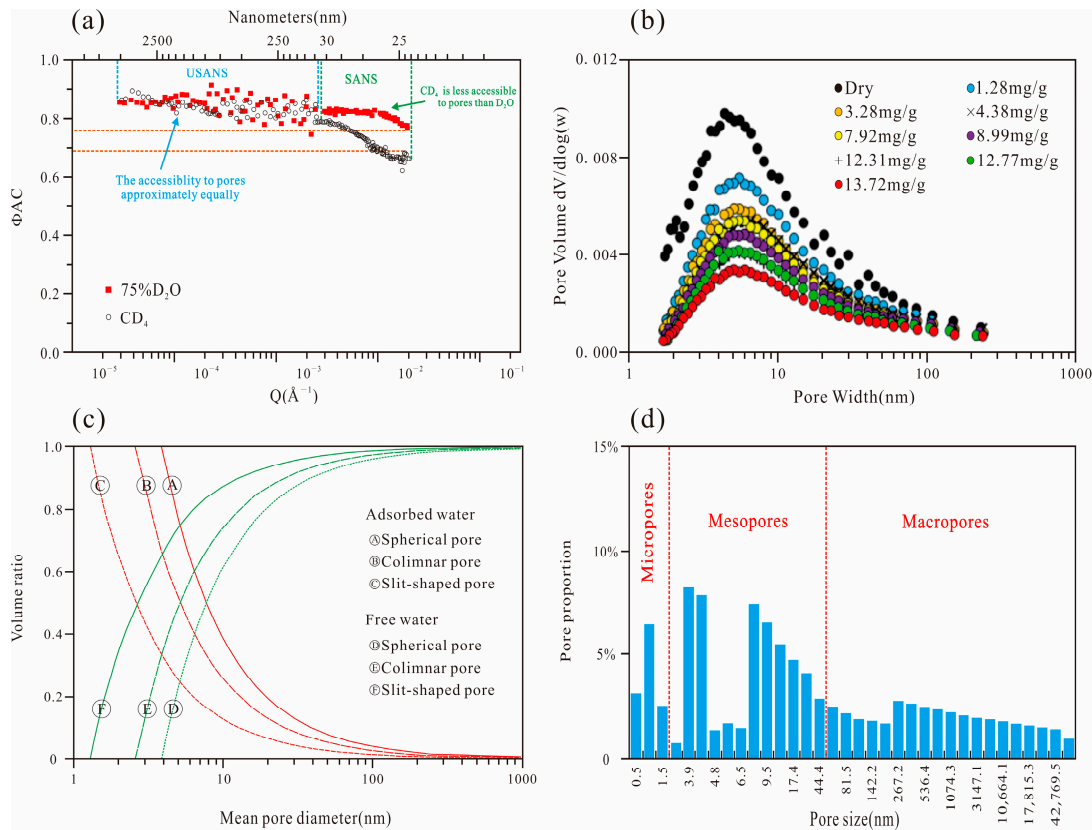 (a)
Nanometers(nm)
2500 250 30 25
USANS
SANS
CD₄ is less accessible
to pores than D₂O
The accessiblity to pores
approximately equally
75%D₂O
CD₄
ΦAC
1.0
0.8
0.6
0.4
0.2
0.0
10⁻⁵ 10⁻⁴ 10⁻³ 10⁻² 10⁻¹
Q(Å⁻¹)
(b)
Pore Volume dV/dlog(w)
0.012
0.008
0.004
0.000
Dry 1.28mg/g
3.28mg/g 4.38mg/g
7.92mg/g 8.99mg/g
12.31mg/g 12.77mg/g
13.72mg/g
1 10 100 1000
Pore Width(nm)
(c)
Volume ratio
1.0
0.8
0.6
0.4
0.2
0
C B A
F E D
Adsorbed water
Ⓐ Spherical pore
Ⓑ Colimnar pore
Ⓒ Slit-shaped pore
Free water
Ⓓ Spherical pore
Ⓔ Colimnar pore
Ⓕ Slit-shaped pore
1 10 100 1000
Mean pore diameter(nm)
(d)
Pore proportion
15%
10%
5%
0
Micropores
Mesopores
Macropores
0.5 1.5 3.9 4.8 6.5 9.5 17.4 44.4 81.5 142.2 267.2 536.4 1074.3 3147.1 10,664.1 17,815.3 42,769.5
Pore size(nm)